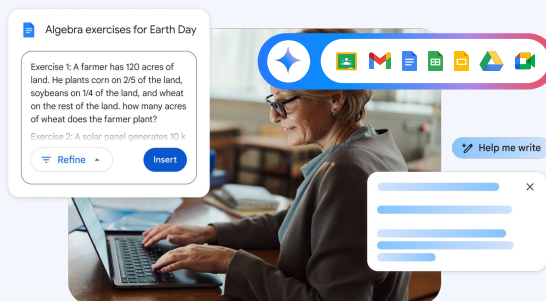 Algebra exercises for Earth Day
Exercise 1: A farmer has 120 acres of
land. He plants corn on 2/5 of the land,
soybeans on 1/4 of the land, and wheat
on the rest of the land. how many acres
of wheat does the farmer plant?
Exercise 2: A solar panel generates 10 k
Refine
Insert
Help me write